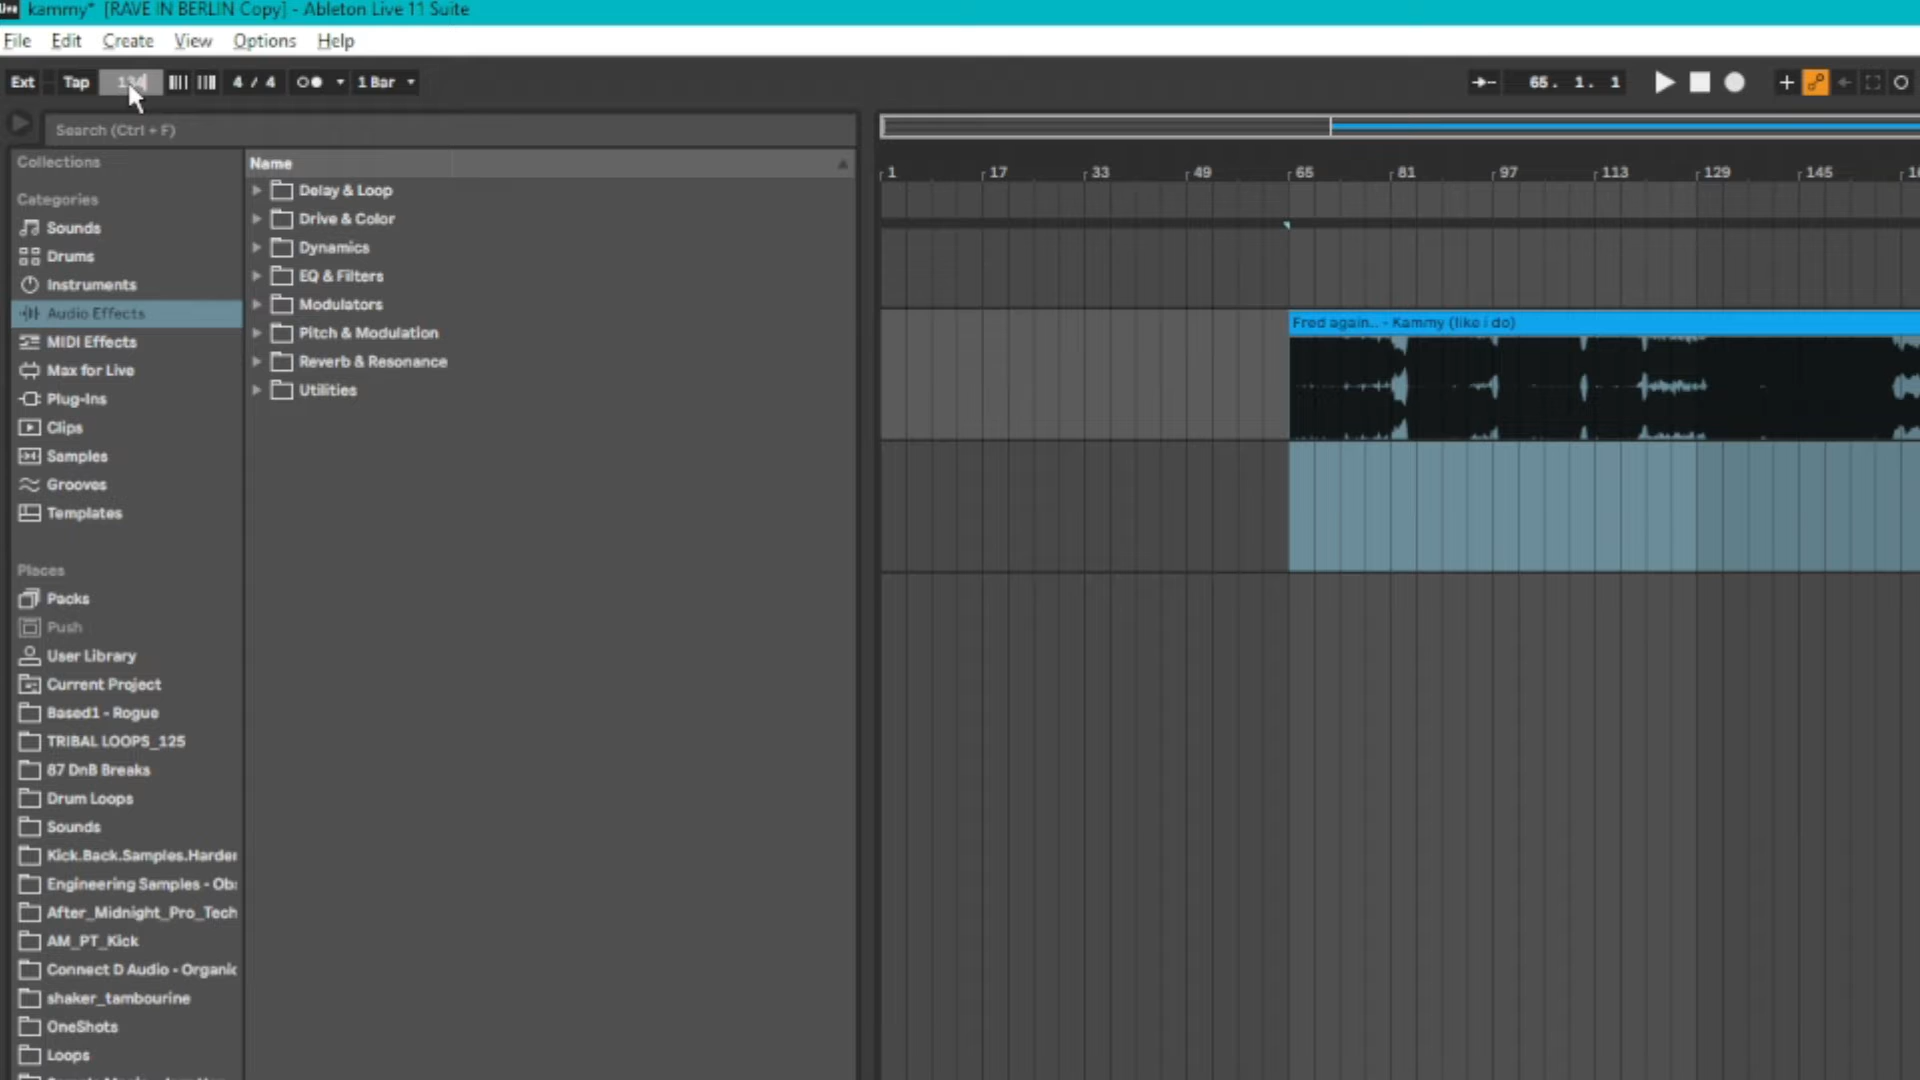 kammy* [RAVE IN BERLIN Copy] - Ableton Live 11 Suite
File Edit Create View Options Help
Ext Tap 4 / 4 1 Bar 65. 1. 1
Search (Ctrl + F)
Collections
Categories
Sounds
Drums
Instruments
Audio Effects
MIDI Effects
Max for Live
Plug-Ins
Clips
Samples
Grooves
Templates
Places
Packs
Push
User Library
Current Project
Based1 - Rogue
TRIBAL LOOPS_125
87 DnB Breaks
Drum Loops
Sounds
Kick.Back.Samples.Harder
Engineering Samples - Ob
After_Midnight_Pro_Tech
AM_PT_Kick
Connect D Audio - Organic
shaker_tambourine
OneShots
Loops
Name
Delay & Loop
Drive & Color
Dynamics
EQ & Filters
Modulators
Pitch & Modulation
Reverb & Resonance
Utilities
1 17 33 49 65 81 97 113 129 145
Fred again.. - Kammy (like i do)